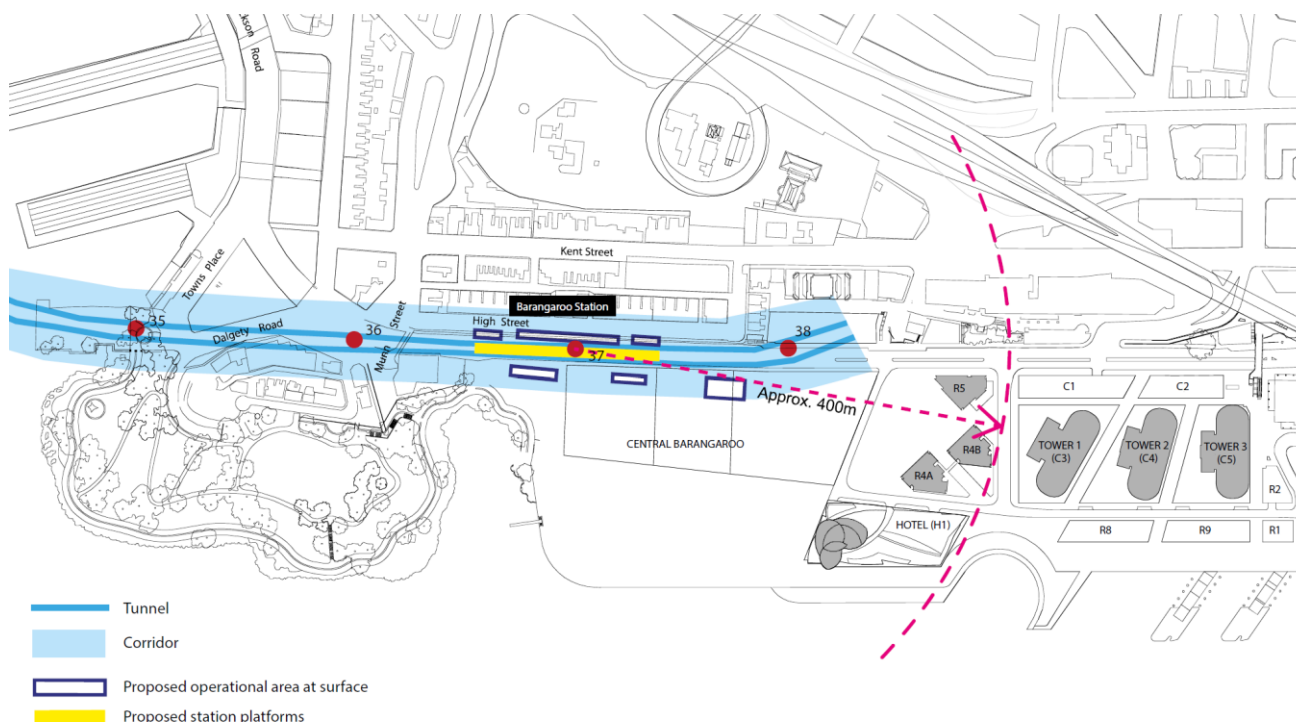 kson
Road
Towns Place
Kent Street
Barangaroo Station
High Street
Munn Street
Dalgety Road
35
36
37
38
Approx. 400m
CENTRAL BARANGAROO
R5
R4B
R4A
HOTEL (H1)
C1
C2
TOWER 1
(C3)
TOWER 2
(C4)
TOWER 3
(C5)
R2
R8
R9
R1
Tunnel
Corridor
Proposed operational area at surface
Proposed station platforms